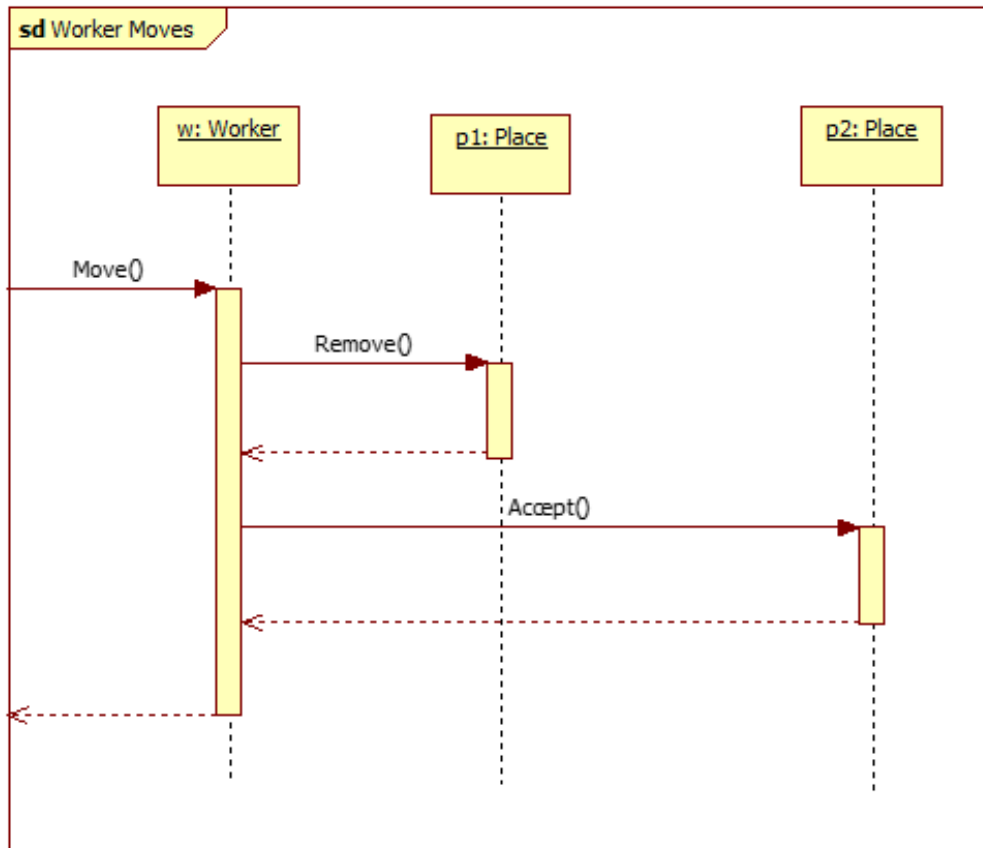 sd Worker Moves
w: Worker
p1: Place
p2: Place
Move()
Remove()
Accept()